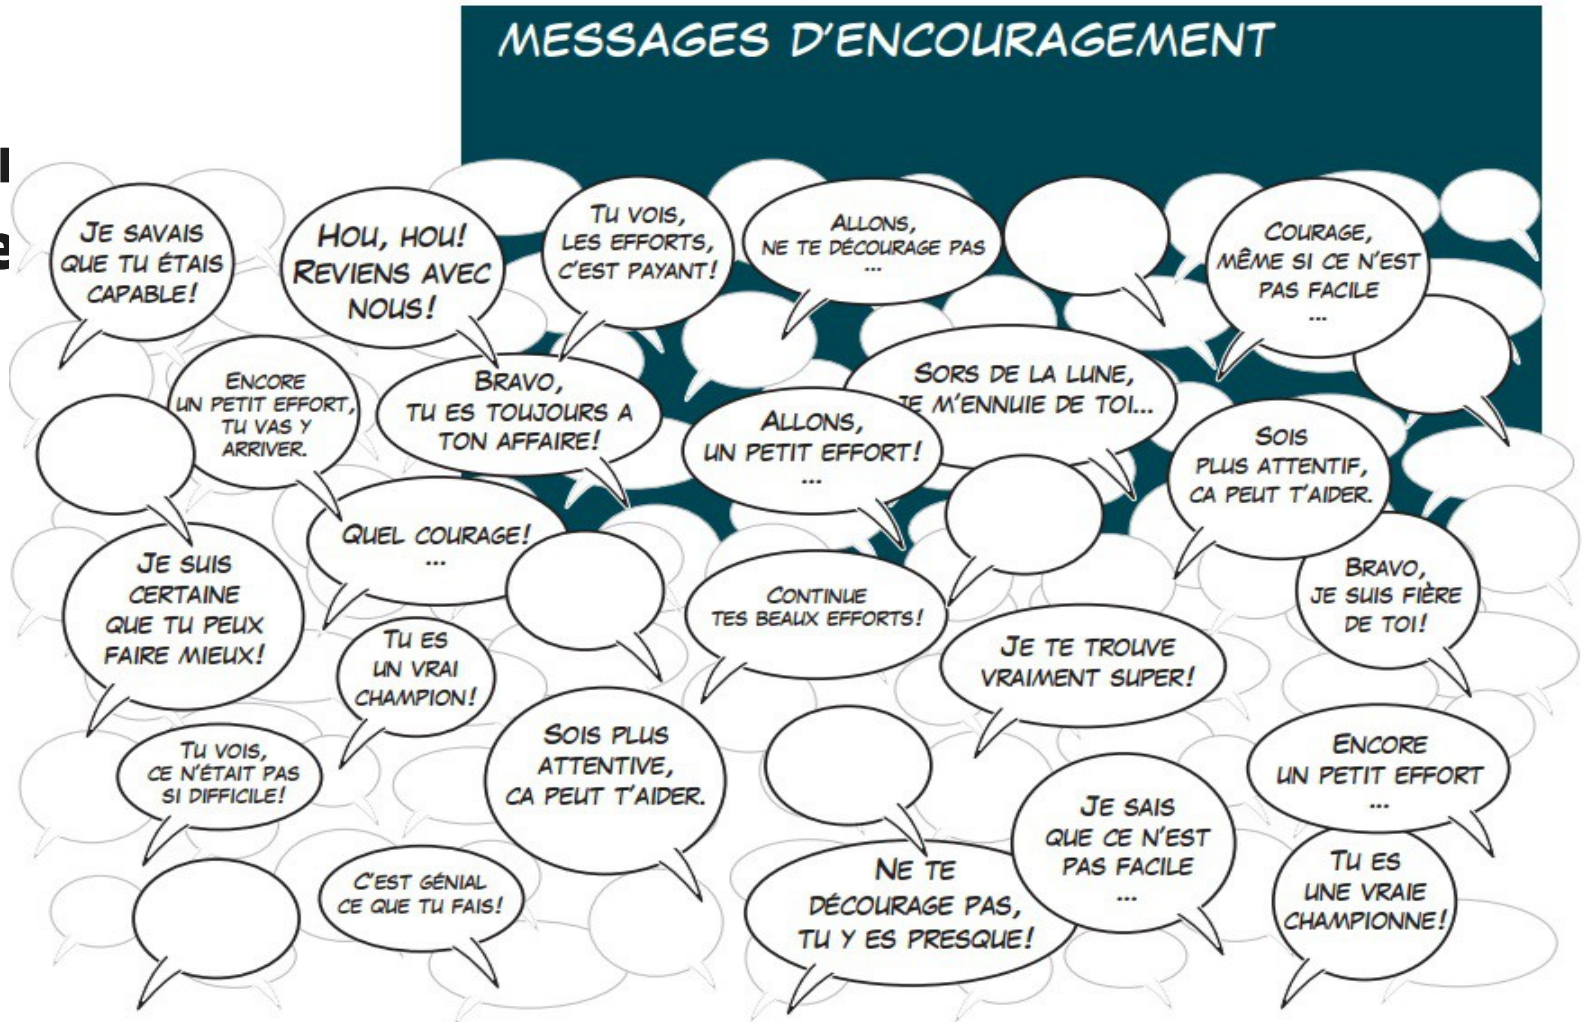 MESSAGES D'ENCOURAGEMENT
JE SAVAIS
QUE TU ÉTAIS
CAPABLE!
HOU, HOU!
REVIENS AVEC
NOUS!
TU VOIS,
LES EFFORTS,
C'EST PAYANT!
ALLONS,
NE TE DÉCOURAGE PAS
...
COURAGE,
MÊME SI CE N'EST
PAS FACILE
...
ENCORE
UN PETIT EFFORT,
TU VAS Y
ARRIVER.
BRAVO,
TU ES TOUJOURS A
TON AFFAIRE!
ALLONS,
UN PETIT EFFORT!
...
SORS DE LA LUNE,
JE M'ENNUIE DE TOI...
SOIS
PLUS ATTENTIF,
CA PEUT T'AIDER.
QUEL COURAGE!
...
JE SUIS
CERTAINE
QUE TU PEUX
FAIRE MIEUX!
CONTINUE
TES BEAUX EFFORTS!
BRAVO,
JE SUIS FIÈRE
DE TOI!
TU ES
UN VRAI
CHAMPION!
JE TE TROUVE
VRAIMENT SUPER!
TU VOIS,
CE N'ÉTAIT PAS
SI DIFFICILE!
SOIS PLUS
ATTENTIVE,
CA PEUT T'AIDER.
ENCORE
UN PETIT EFFORT
...
JE SAIS
QUE CE N'EST
PAS FACILE
...
C'EST GÉNIAL
CE QUE TU FAIS!
NE TE
DÉCOURAGE PAS,
TU Y ES PRESQUE!
TU ES
UNE VRAIE
CHAMPIONNE!